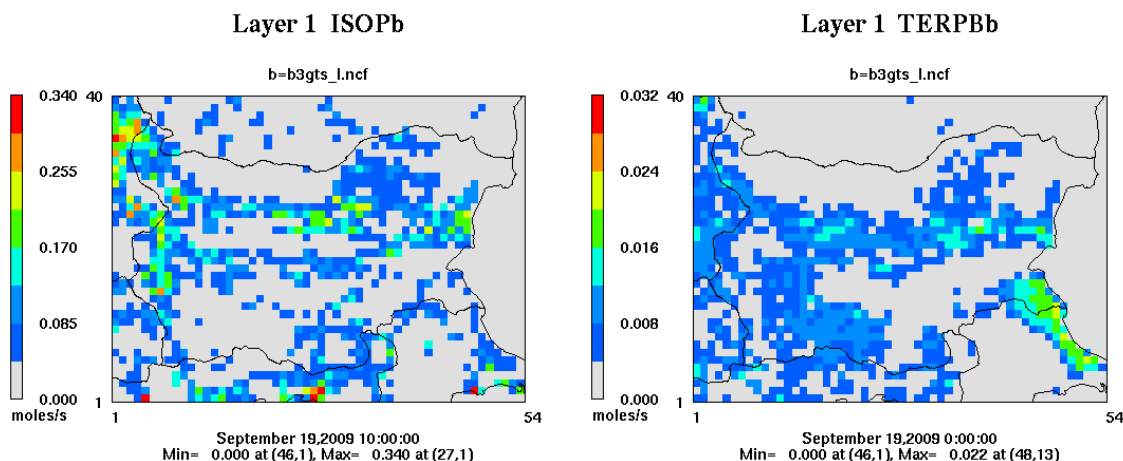 Layer 1 ISOPb
b=b3gts_l.ncf
0.340
0.255
0.170
0.085
0.000
moles/s
40
1
1
54
September 19,2009 10:00:00
Min= 0.000 at (46,1), Max= 0.340 at (27,1)
Layer 1 TERPBb
b=b3gts_l.ncf
0.032
0.024
0.016
0.008
0.000
moles/s
40
1
1
54
September 19,2009 0:00:00
Min= 0.000 at (46,1), Max= 0.022 at (48,13)